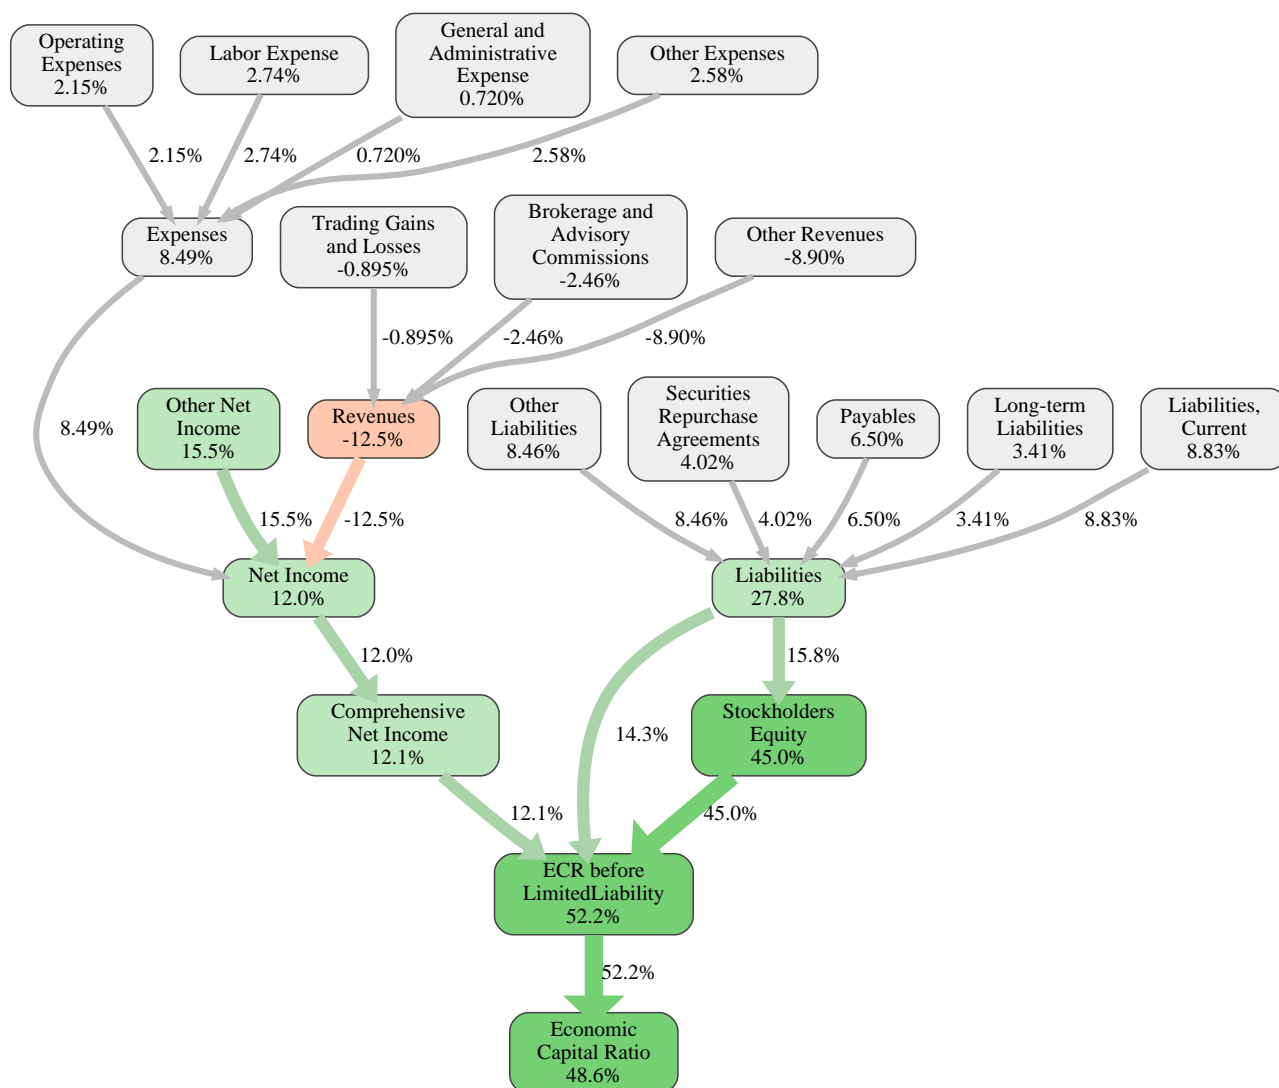 Operating
Expenses
2.15%
Labor Expense
2.74%
General and
Administrative
Expense
0.720%
Other Expenses
2.58%
2.15%
2.74%
0.720%
2.58%
Expenses
8.49%
Trading Gains
and Losses
-0.895%
Brokerage and
Advisory
Commissions
-2.46%
Other Revenues
-8.90%
-0.895%
-2.46%
-8.90%
8.49%
Other Net
Income
15.5%
Revenues
-12.5%
Other
Liabilities
8.46%
Securities
Repurchase
Agreements
4.02%
Payables
6.50%
Long-term
Liabilities
3.41%
Liabilities,
Current
8.83%
15.5%
-12.5%
8.46%
4.02%
6.50%
3.41%
8.83%
Net Income
12.0%
Liabilities
27.8%
12.0%
15.8%
Comprehensive
Net Income
12.1%
14.3%
Stockholders
Equity
45.0%
12.1%
45.0%
ECR before
LimitedLiability
52.2%
52.2%
Economic
Capital Ratio
48.6%